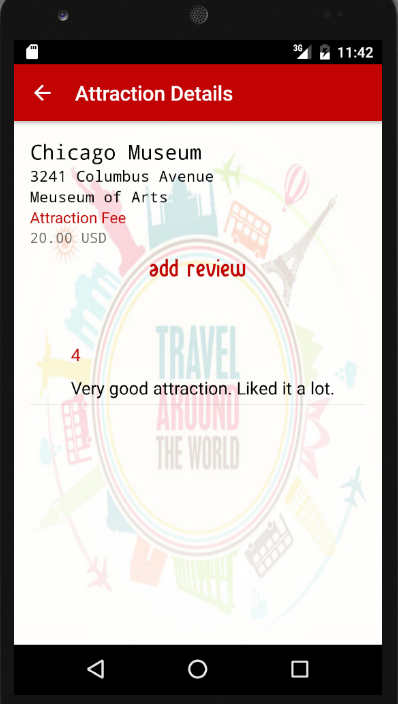 3G 11:42
Attraction Details
Chicago Museum
3241 Columbus Avenue
Meuseum of Arts
Attraction Fee
20.00 USD
add review
4
Very good attraction. Liked it a lot.
TRAVEL
AROUND
THE WORLD